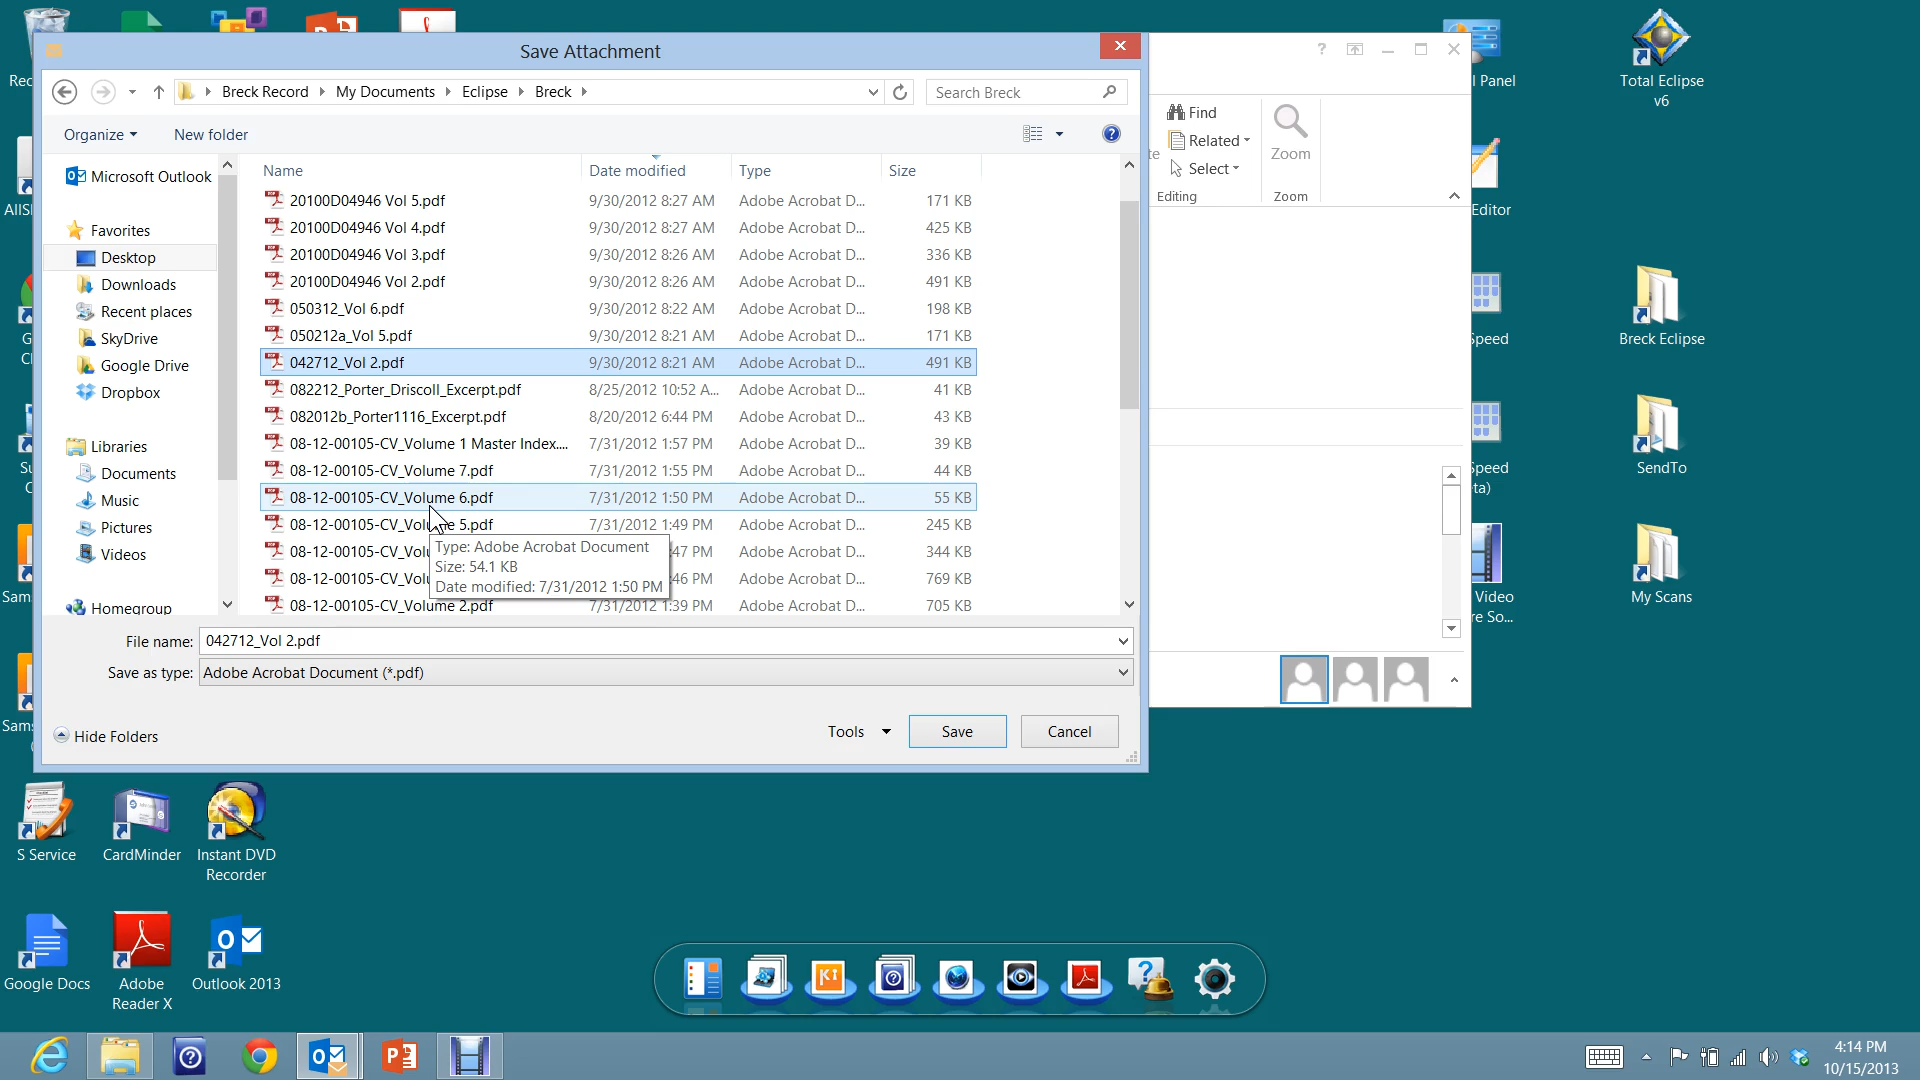 Save Attachment
Breck Record
My Documents
Eclipse
Breck
Search Breck
Organize
New folder
Microsoft Outlook
Favorites
Desktop
Downloads
Recent places
SkyDrive
Google Drive
Dropbox
Libraries
Documents
Music
Pictures
Videos
Homegroup
Name Date modified Type Size
20100D04946 Vol 5.pdf 9/30/2012 8:27 AM Adobe Acrobat D... 171 KB
20100D04946 Vol 4.pdf 9/30/2012 8:27 AM Adobe Acrobat D... 425 KB
20100D04946 Vol 3.pdf 9/30/2012 8:26 AM Adobe Acrobat D... 336 KB
20100D04946 Vol 2.pdf 9/30/2012 8:26 AM Adobe Acrobat D... 491 KB
050312_Vol 6.pdf 9/30/2012 8:22 AM Adobe Acrobat D... 198 KB
050212a_Vol 5.pdf 9/30/2012 8:21 AM Adobe Acrobat D... 171 KB
042712_Vol 2.pdf 9/30/2012 8:21 AM Adobe Acrobat D... 491 KB
082212_Porter_Driscoll_Excerpt.pdf 8/25/2012 10:52 A... Adobe Acrobat D... 41 KB
082012b_Porter1116_Excerpt.pdf 8/20/2012 6:44 PM Adobe Acrobat D... 43 KB
08-12-00105-CV_Volume 1 Master Index.... 7/31/2012 1:57 PM Adobe Acrobat D... 39 KB
08-12-00105-CV_Volume 7.pdf 7/31/2012 1:55 PM Adobe Acrobat D... 44 KB
08-12-00105-CV_Volume 6.pdf 7/31/2012 1:50 PM Adobe Acrobat D... 55 KB
08-12-00105-CV_Volume 5.pdf 7/31/2012 1:49 PM Adobe Acrobat D... 245 KB
08-12-00105-CV_Volu :47 PM Adobe Acrobat D... 344 KB
08-12-00105-CV_Volu :46 PM Adobe Acrobat D... 769 KB
08-12-00105-CV_Volume 2.pdf 7/31/2012 1:39 PM Adobe Acrobat D... 705 KB
Type: Adobe Acrobat Document
Size: 54.1 KB
Date modified: 7/31/2012 1:50 PM
File name: 042712_Vol 2.pdf
Save as type: Adobe Acrobat Document (*.pdf)
Hide Folders
Tools
Save
Cancel
Find
Related
Select
Editing
Zoom
Zoom
Panel
Editor
Speed
Speed
Video
Total Eclipse
v6
Breck Eclipse
SendTo
My Scans
S Service
CardMinder
Instant DVD
Recorder
Google Docs
Adobe
Reader X
Outlook 2013
KI
4:14 PM
10/15/2013